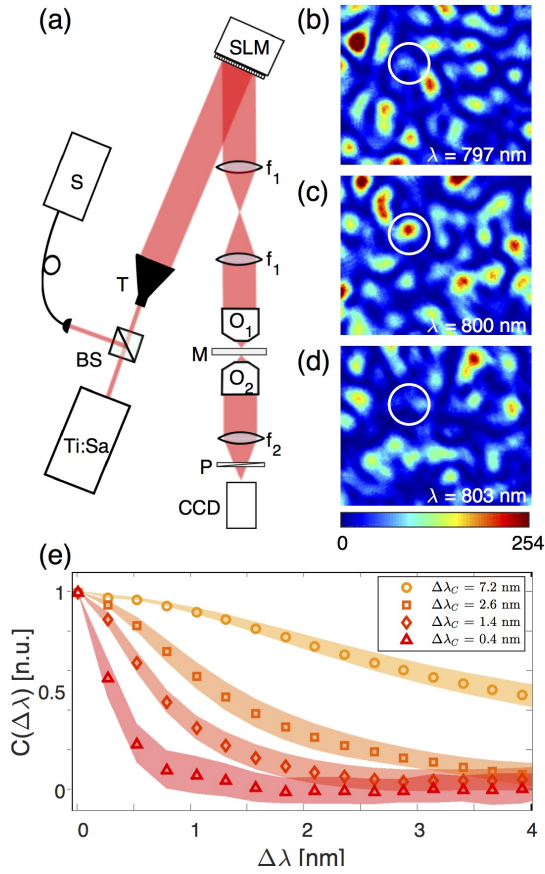 (a)
SLM
S
f1
f1
T
O1
BS
M
O2
Ti:Sa
f2
P
CCD
(b)
λ = 797 nm
(c)
λ = 800 nm
(d)
λ = 803 nm
0 254
(e)
C(Δλ) [n.u.]
1
0.5
0
ΔλC = 7.2 nm
ΔλC = 2.6 nm
ΔλC = 1.4 nm
ΔλC = 0.4 nm
0 1 2 3 4
Δλ [nm]